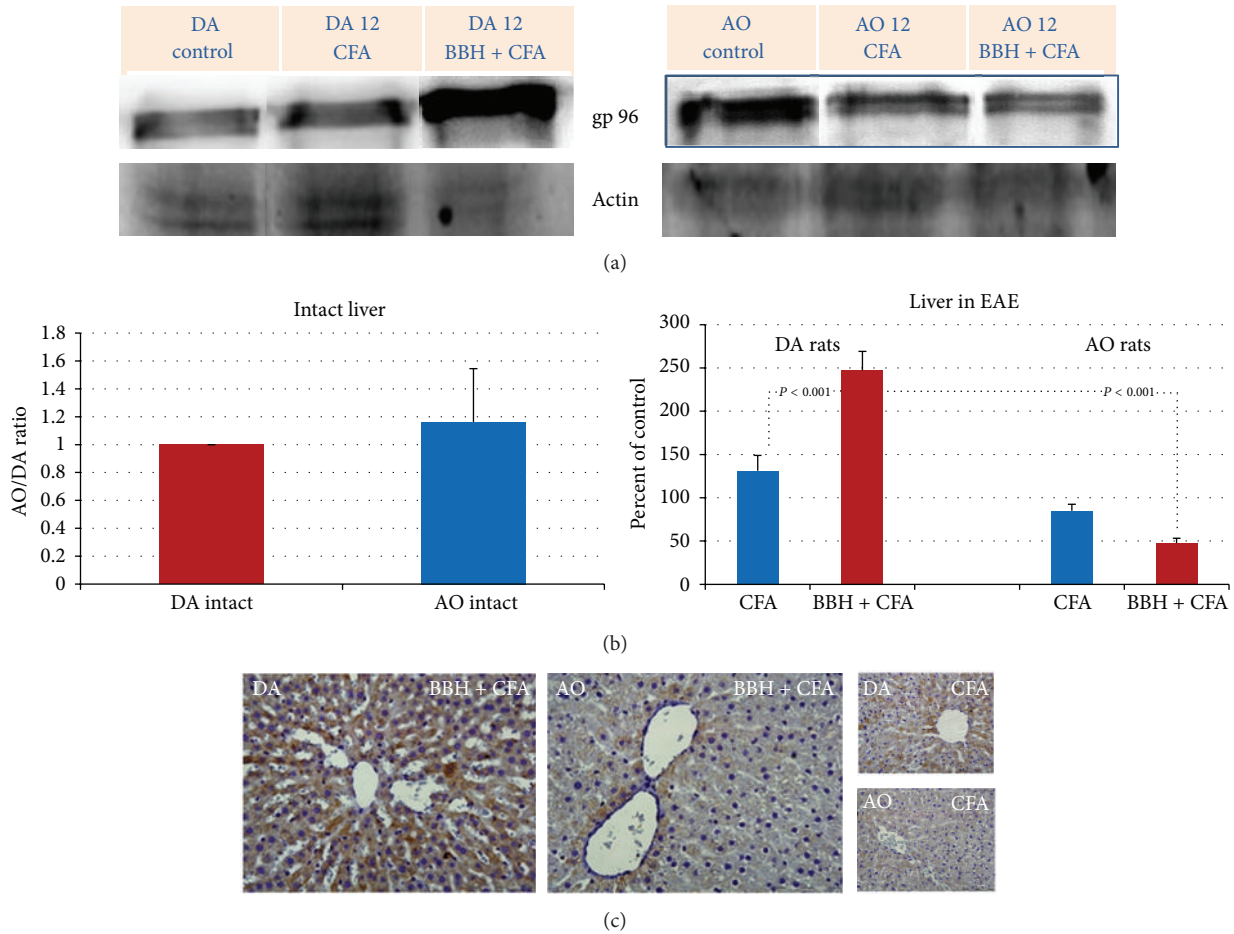 DA control
DA 12 CFA
DA 12 BBH + CFA
AO control
AO 12 CFA
AO 12 BBH + CFA
gp 96
Actin
(a)
Intact liver
AO/DA ratio
1.8
1.6
1.4
1.2
1
0.8
0.6
0.4
0.2
0
DA intact
AO intact
Liver in EAE
Percent of control
300
250
200
150
100
50
0
DA rats
AO rats
P < 0.001
P < 0.001
CFA
BBH + CFA
CFA
BBH + CFA
(b)
DA
BBH + CFA
AO
BBH + CFA
DA
CFA
AO
CFA
(c)